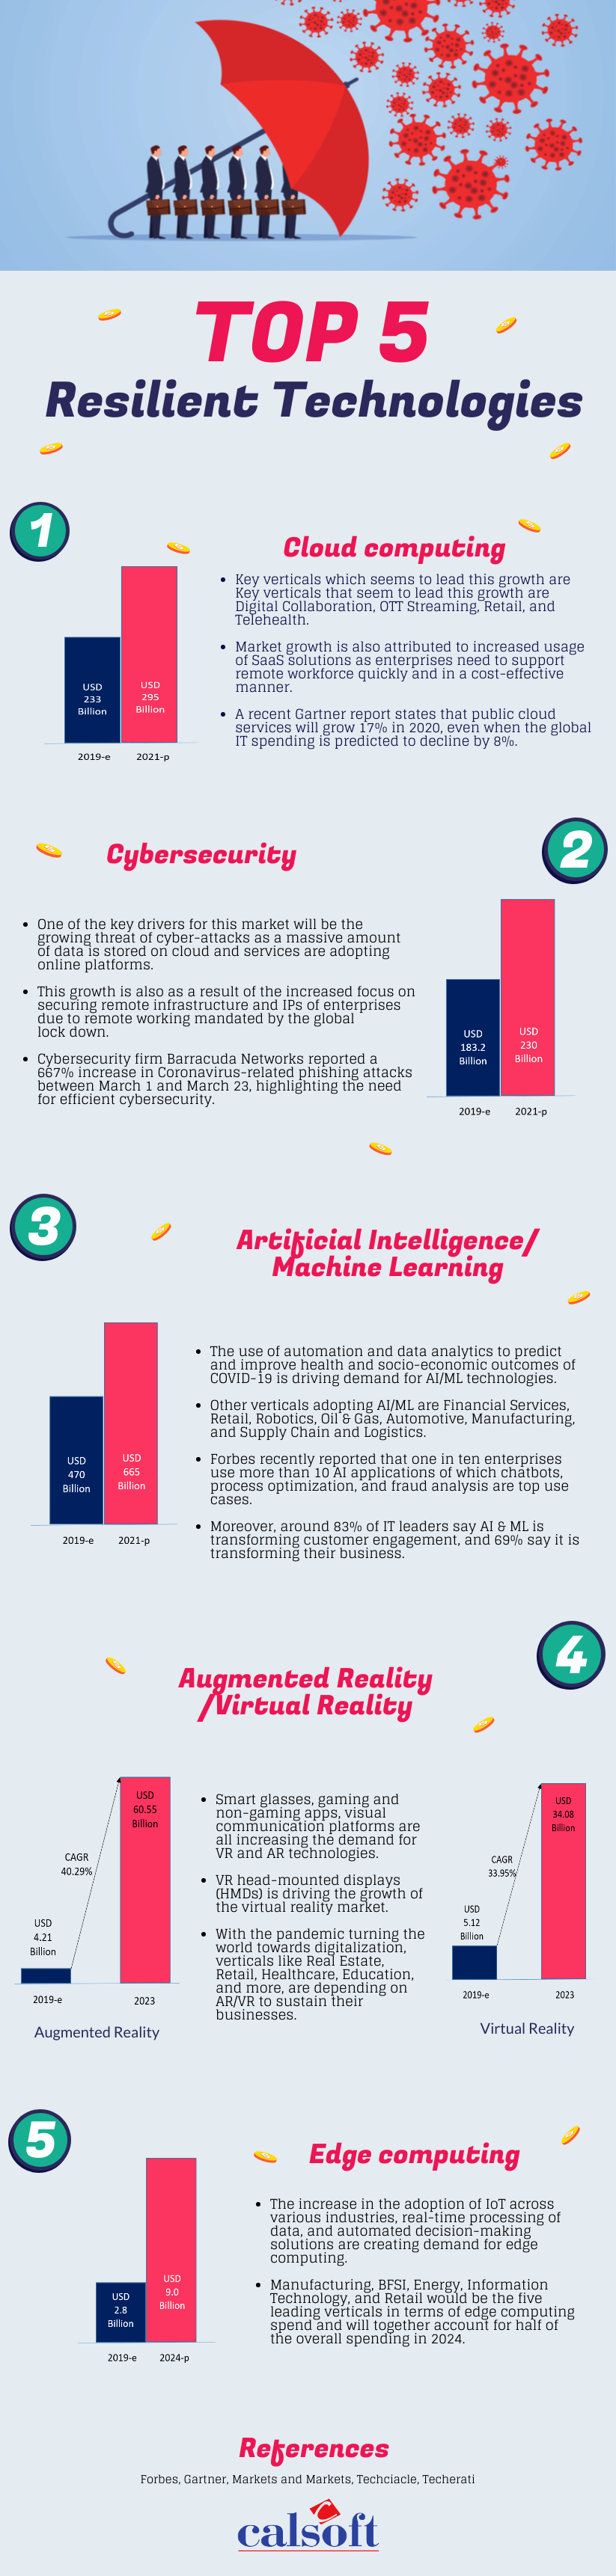 TOP 5
Resilient Technologies
1
Cloud computing
USD
233
Billion
USD
295
Billion
2019-e
2021-p
Key verticals which seems to lead this growth are
Key verticals that seem to lead this growth are
Digital Collaboration, OTT Streaming, Retail, and
Telehealth.
Market growth is also attributed to increased usage
of SaaS solutions as enterprises need to support
remote workforce quickly and in a cost-effective
manner.
A recent Gartner report states that public cloud
services will grow 17% in 2020, even when the global
IT spending is predicted to decline by 8%.
2
Cybersecurity
One of the key drivers for this market will be the
growing threat of cyber-attacks as a massive amount
of data is stored on cloud and services are adopting
online platforms.
This growth is also as a result of the increased focus on
securing remote infrastructure and IPs of enterprises
due to remote working mandated by the global
lock down.
Cybersecurity firm Barracuda Networks reported a
667% increase in Coronavirus-related phishing attacks
between March 1 and March 23, highlighting the need
for efficient cybersecurity.
USD
183.2
Billion
USD
230
Billion
2019-e
2021-p
3
Artificial Intelligence/
Machine Learning
USD
470
Billion
USD
665
Billion
2019-e
2021-p
The use of automation and data analytics to predict
and improve health and socio-economic outcomes of
COVID-19 is driving demand for AI/ML technologies.
Other verticals adopting AI/ML are Financial Services,
Retail, Robotics, Oil & Gas, Automotive, Manufacturing,
and Supply Chain and Logistics.
Forbes recently reported that one in ten enterprises
use more than 10 AI applications of which chatbots,
process optimization, and fraud analysis are top use
cases.
Moreover, around 83% of IT leaders say AI & ML is
transforming customer engagement, and 69% say it is
transforming their business.
4
Augmented Reality
/Virtual Reality
USD
60.55
Billion
CAGR
40.29%
USD
4.21
Billion
2019-e
2023
Augmented Reality
Smart glasses, gaming and
non-gaming apps, visual
communication platforms are
all increasing the demand for
VR and AR technologies.
VR head-mounted displays
(HMDs) is driving the growth of
the virtual reality market.
With the pandemic turning the
world towards digitalization,
verticals like Real Estate,
Retail, Healthcare, Education,
and more, are depending on
AR/VR to sustain their
businesses.
USD
34.08
Billion
CAGR
33.95%
USD
5.12
Billion
2019-e
2023
Virtual Reality
5
Edge computing
USD
2.8
Billion
USD
9.0
Billion
2019-e
2024-p
The increase in the adoption of IoT across
various industries, real-time processing of
data, and automated decision-making
solutions are creating demand for edge
computing.
Manufacturing, BFSI, Energy, Information
Technology, and Retail would be the five
leading verticals in terms of edge computing
spend and will together account for half of
the overall spending in 2024.
References
Forbes, Gartner, Markets and Markets, Techciacle, Techerati
calsoft